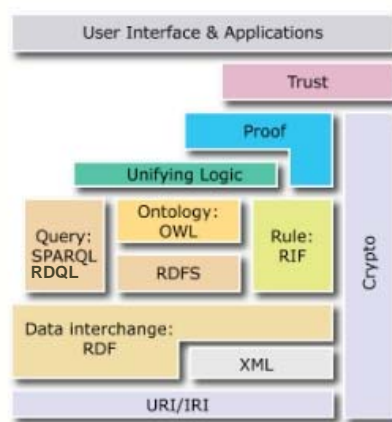 User Interface & Applications
Trust
Proof
Unifying Logic
Query:
SPARQL
RDQL
Ontology:
OWL
RDFS
Rule:
RIF
Crypto
Data interchange:
RDF
XML
URI/IRI